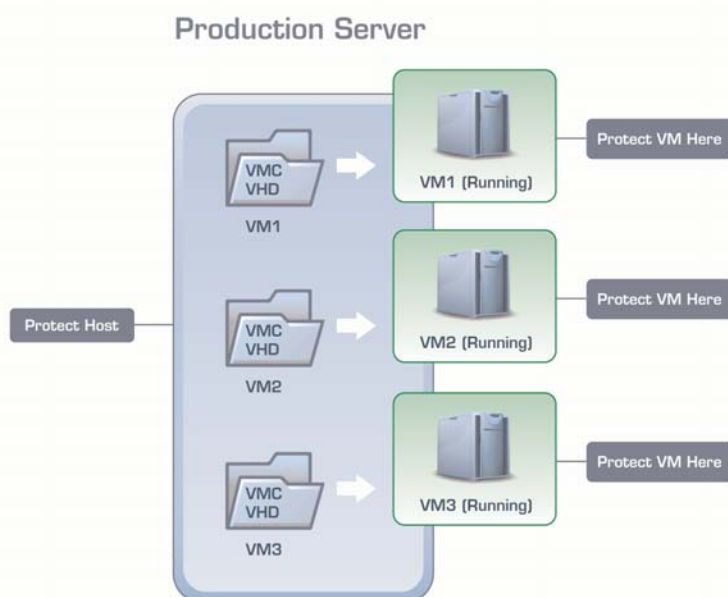 Production Server
VMC
VHD
VM1
VM1 (Running)
Protect VM Here
Protect Host
VMC
VHD
VM2
VM2 (Running)
Protect VM Here
VMC
VHD
VM3
VM3 (Running)
Protect VM Here